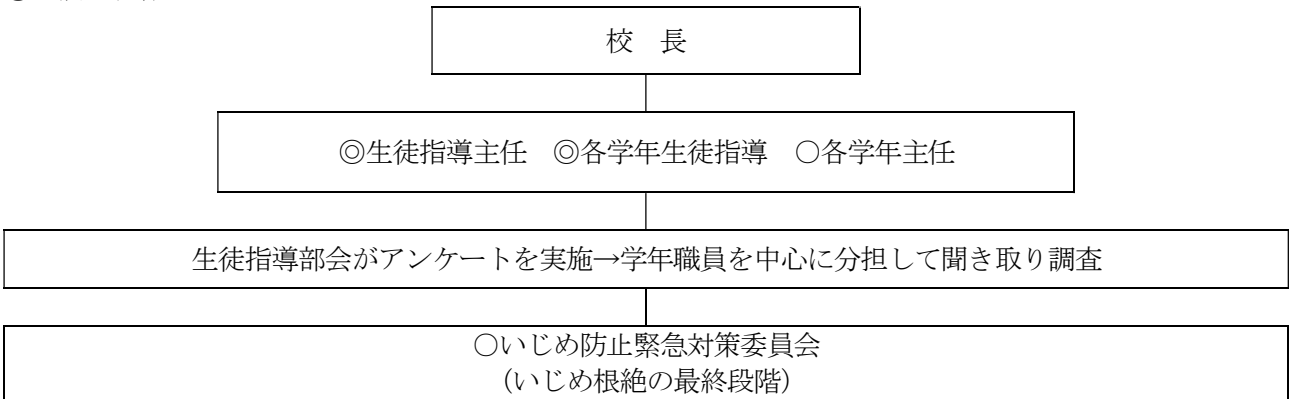 校　長
◎生徒指導主任　◎各学年生徒指導　○各学年主任
生徒指導部会がアンケートを実施→学年職員を中心に分担して聞き取り調査
○いじめ防止緊急対策委員会
（いじめ根絶の最終段階）